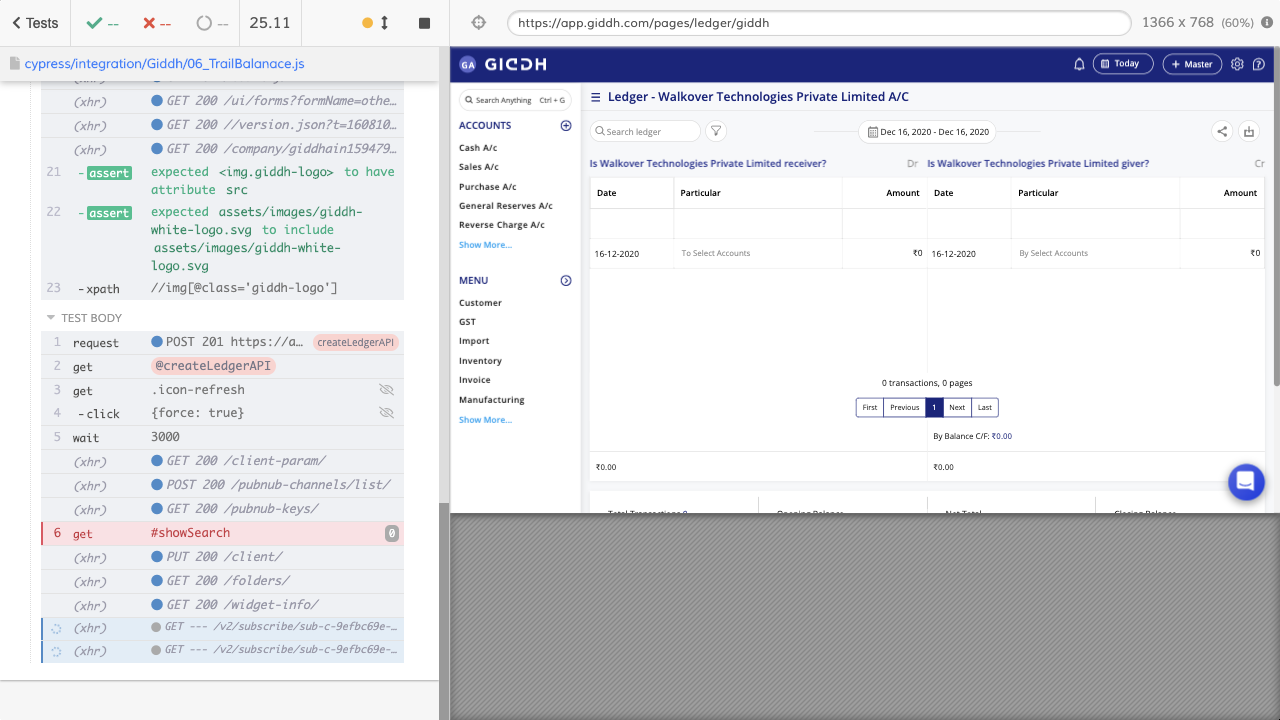 Tests
--
--
--
25.11
https://app.giddh.com/pages/ledger/giddh
1366 x 768 (60%)
cypress/integration/Giddh/06_TrailBalanace.js
(xhr) GET 200 /ui/forms?formName=othe…
(xhr) GET 200 //version.json?t=160810…
(xhr) GET 200 /company/giddhain159479…
21 -assert expected <img.giddh-logo> to have
attribute src
22 -assert expected assets/images/giddh-
white-logo.svg to include
assets/images/giddh-white-
logo.svg
23 -xpath //img[@class='giddh-logo']
TEST BODY
1 request POST 201 https://a… createLedgerAPI
2 get @createLedgerAPI
3 get .icon-refresh
4 -click {force: true}
5 wait 3000
(xhr) GET 200 /client-param/
(xhr) POST 200 /pubnub-channels/list/
(xhr) GET 200 /pubnub-keys/
6 get #showSearch 0
(xhr) PUT 200 /client/
(xhr) GET 200 /folders/
(xhr) GET 200 /widget-info/
(xhr) GET --- /v2/subscribe/sub-c-9efbc69e-…
(xhr) GET --- /v2/subscribe/sub-c-9efbc69e-…
GA GIDDH
Today
+ Master
Search Anything Ctrl + G
ACCOUNTS
Cash A/c
Sales A/c
Purchase A/c
General Reserves A/c
Reverse Charge A/c
Show More...
MENU
Customer
GST
Import
Inventory
Invoice
Manufacturing
Show More...
Ledger - Walkover Technologies Private Limited A/C
Search ledger
Dec 16, 2020 - Dec 16, 2020
Is Walkover Technologies Private Limited receiver? Dr
Is Walkover Technologies Private Limited giver? Cr
Date Particular Amount Date Particular Amount
16-12-2020 To Select Accounts ₹0 16-12-2020 By Select Accounts ₹0
0 transactions, 0 pages
First Previous 1 Next Last
By Balance C/F: ₹0.00
₹0.00 ₹0.00
Total Transactions 0 Opening Balance Net Total Closing Balance